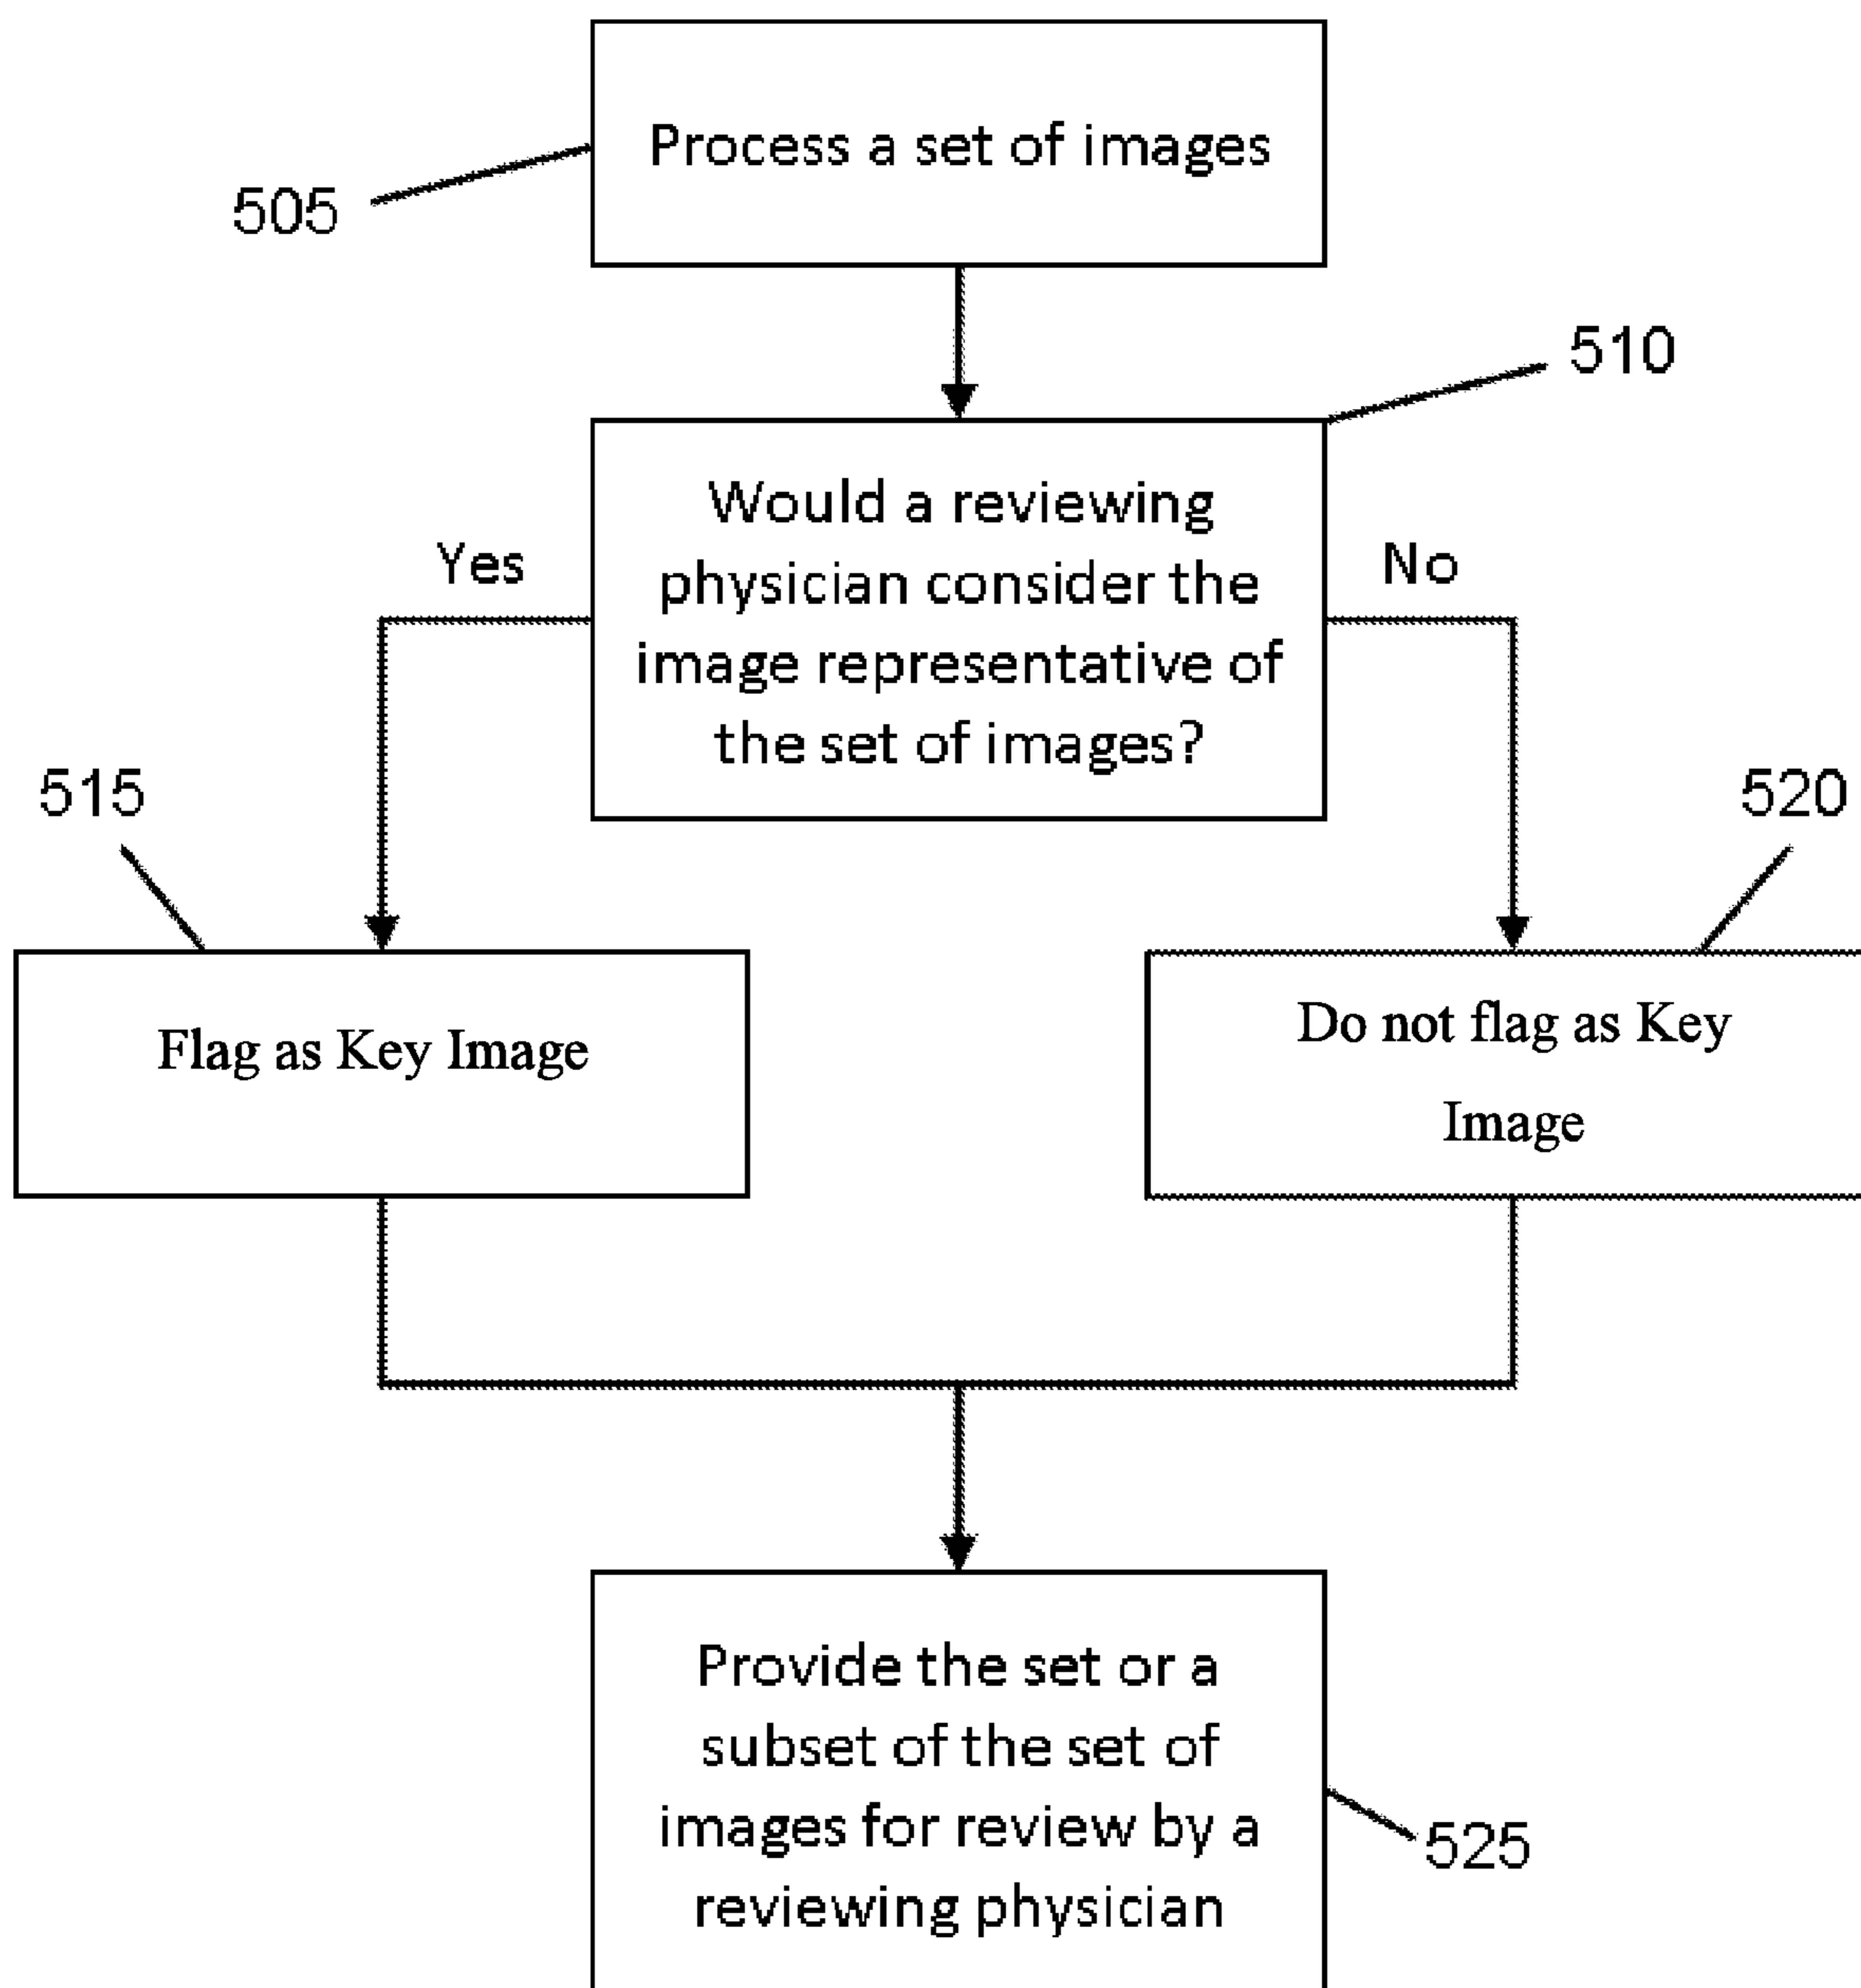 Process a set of images
505
510
Would a reviewing
physician consider the
image representative of
the set of images?
Yes
No
515
520
Flag as Key Image
Do not flag as Key
Image
Provide the set or a
subset of the set of
images for review by a
reviewing physician
525